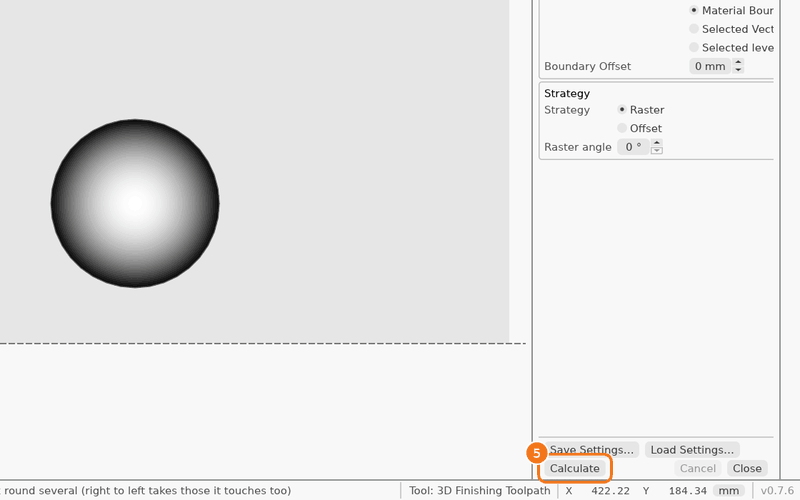 Material Bour
Selected Vect
Selected leve
Boundary Offset 0 mm
Strategy
Strategy Raster
Offset
Raster angle 0 °
5
Save Settings... Load Settings...
Calculate Cancel Close
round several (right to left takes those it touches too) Tool: 3D Finishing Toolpath X 422.22 Y 184.34 mm v0.7.6